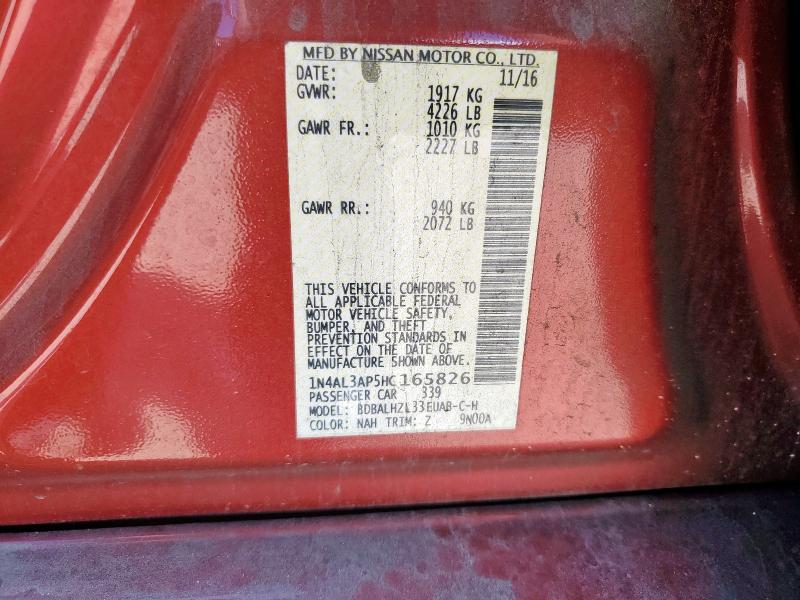 MFD BY NISSAN MOTOR CO., LTD.
DATE: 11/16
GVWR: 1917 KG
4226 LB
GAWR FR.: 1010 KG
2227 LB
GAWR RR.: 940 KG
2072 LB
THIS VEHICLE CONFORMS TO
ALL APPLICABLE FEDERAL
MOTOR VEHICLE SAFETY,
BUMPER, AND THEFT
PREVENTION STANDARDS IN
EFFECT ON THE DATE OF
MANUFACTURE SHOWN ABOVE.
1N4AL3AP5HC165826
PASSENGER CAR 339
MODEL: BDBALHZL33EUAB-C-H
COLOR: NAH TRIM: Z 9N00A